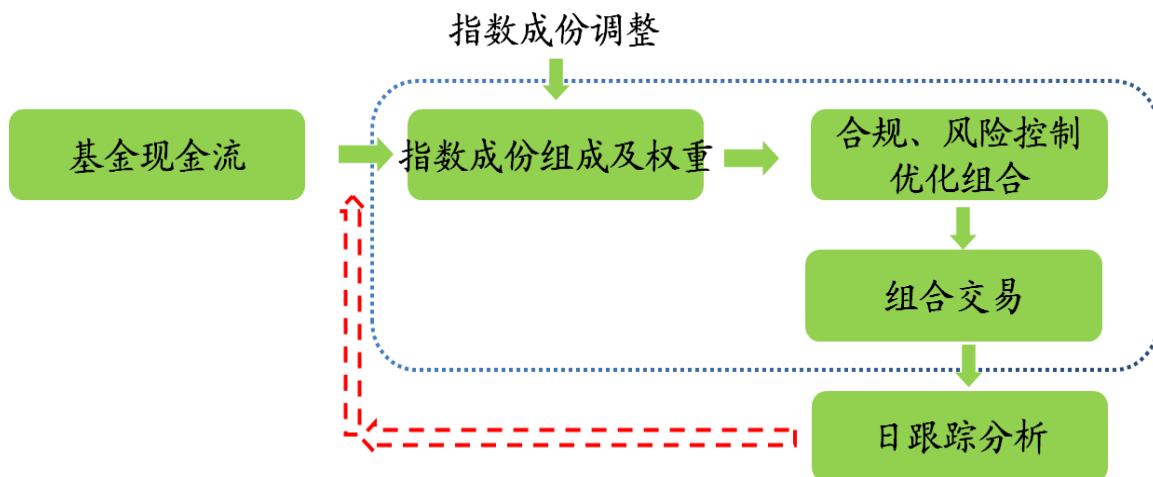 指数成份调整
基金现金流
指数成份组成及权重
合规、风险控制
优化组合
组合交易
日跟踪分析